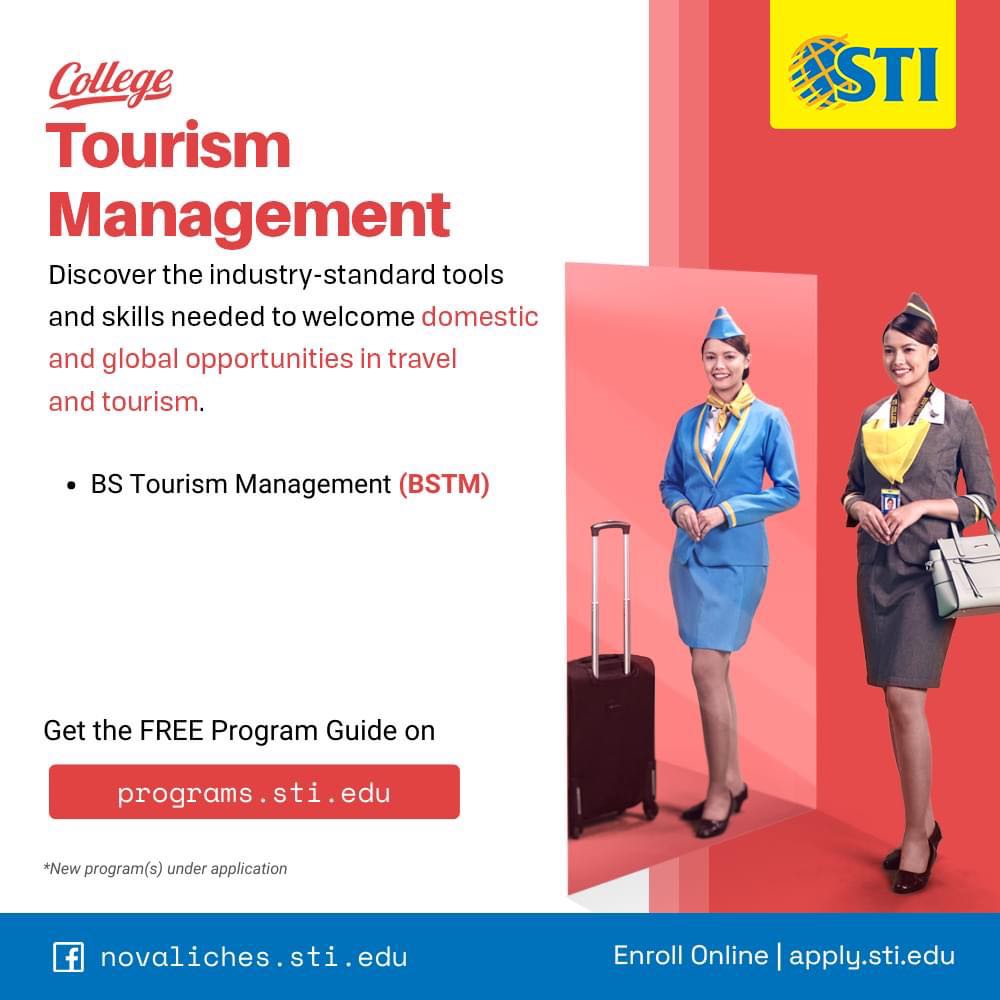 College
Tourism
Management
Discover the industry-standard tools
and skills needed to welcome domestic
and global opportunities in travel
and tourism.
• BS Tourism Management (BSTM)
Get the FREE Program Guide on
programs.sti.edu
*New program(s) under application
novaliches.sti.edu
Enroll Online | apply.sti.edu
STI